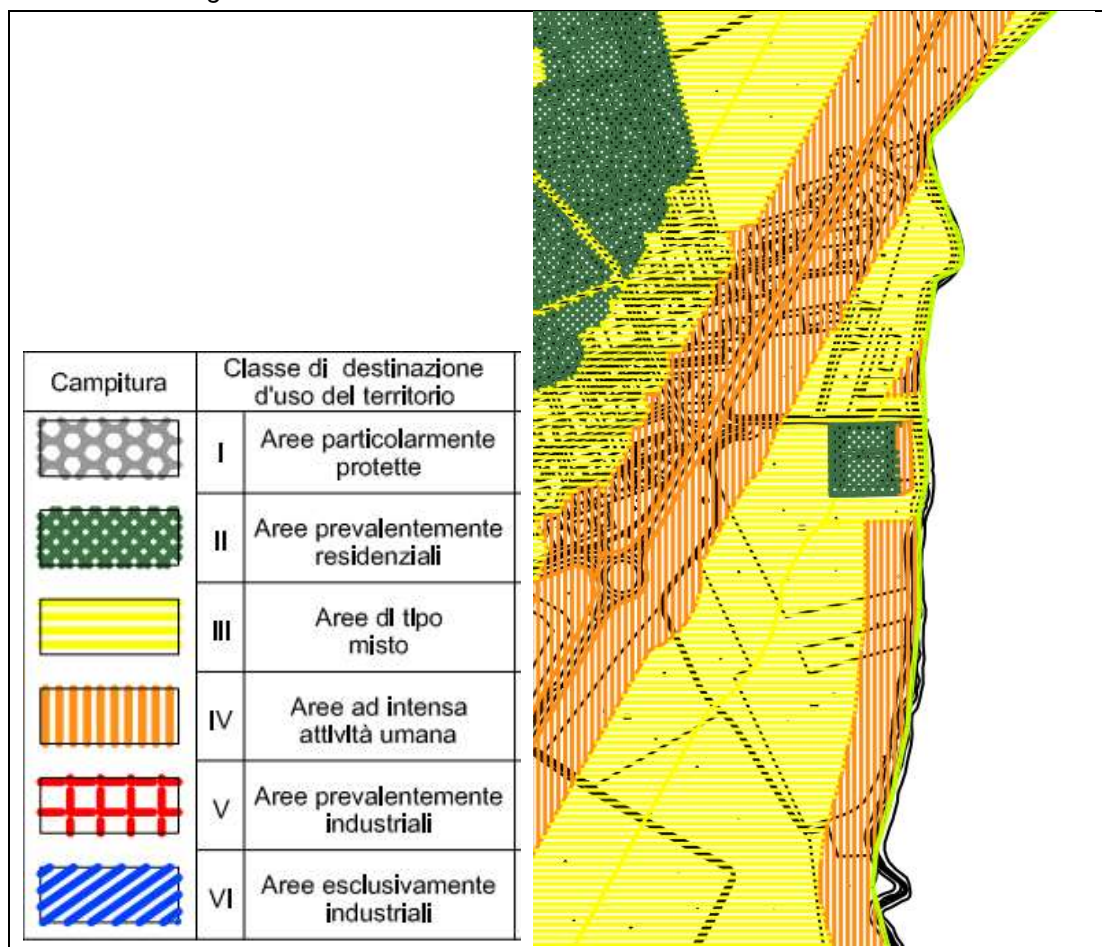 Campitura
Classe di destinazione
d'uso del territorio
I
Aree particolarmente
protette
II
Aree prevalentemente
residenziali
III
Aree di tipo
misto
IV
Aree ad intensa
attività umana
V
Aree prevalentemente
industriali
VI
Aree esclusivamente
industriali